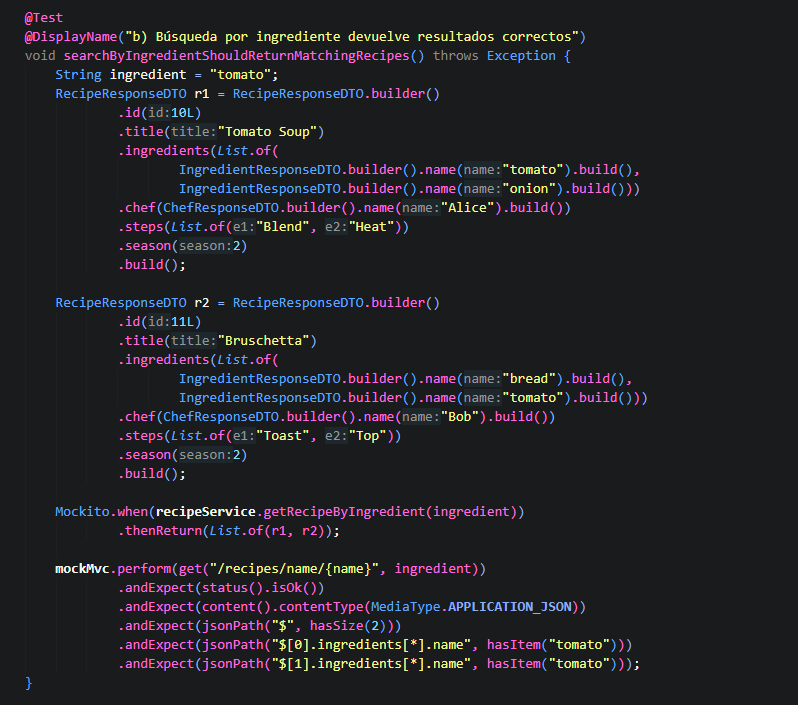 @Test
@DisplayName("b) Búsqueda por ingrediente devuelve resultados correctos")
void searchByIngredientShouldReturnMatchingRecipes() throws Exception {
    String ingredient = "tomato";
    RecipeResponseDTO r1 = RecipeResponseDTO.builder()
            .id(id:10L)
            .title(title:"Tomato Soup")
            .ingredients(List.of(
                    IngredientResponseDTO.builder().name(name:"tomato").build(),
                    IngredientResponseDTO.builder().name(name:"onion").build()))
            .chef(ChefResponseDTO.builder().name(name:"Alice").build())
            .steps(List.of(e1:"Blend", e2:"Heat"))
            .season(season:2)
            .build();
    RecipeResponseDTO r2 = RecipeResponseDTO.builder()
            .id(id:11L)
            .title(title:"Bruschetta")
            .ingredients(List.of(
                    IngredientResponseDTO.builder().name(name:"bread").build(),
                    IngredientResponseDTO.builder().name(name:"tomato").build()))
            .chef(ChefResponseDTO.builder().name(name:"Bob").build())
            .steps(List.of(e1:"Toast", e2:"Top"))
            .season(season:2)
            .build();
    Mockito.when(recipeService.getRecipeByIngredient(ingredient))
            .thenReturn(List.of(r1, r2));
    mockMvc.perform(get("/recipes/name/{name}", ingredient))
            .andExpect(status().isOk())
            .andExpect(content().contentType(MediaType.APPLICATION_JSON))
            .andExpect(jsonPath("$", hasSize(2)))
            .andExpect(jsonPath("$[0].ingredients[*].name", hasItem("tomato")))
            .andExpect(jsonPath("$[1].ingredients[*].name", hasItem("tomato")));
}